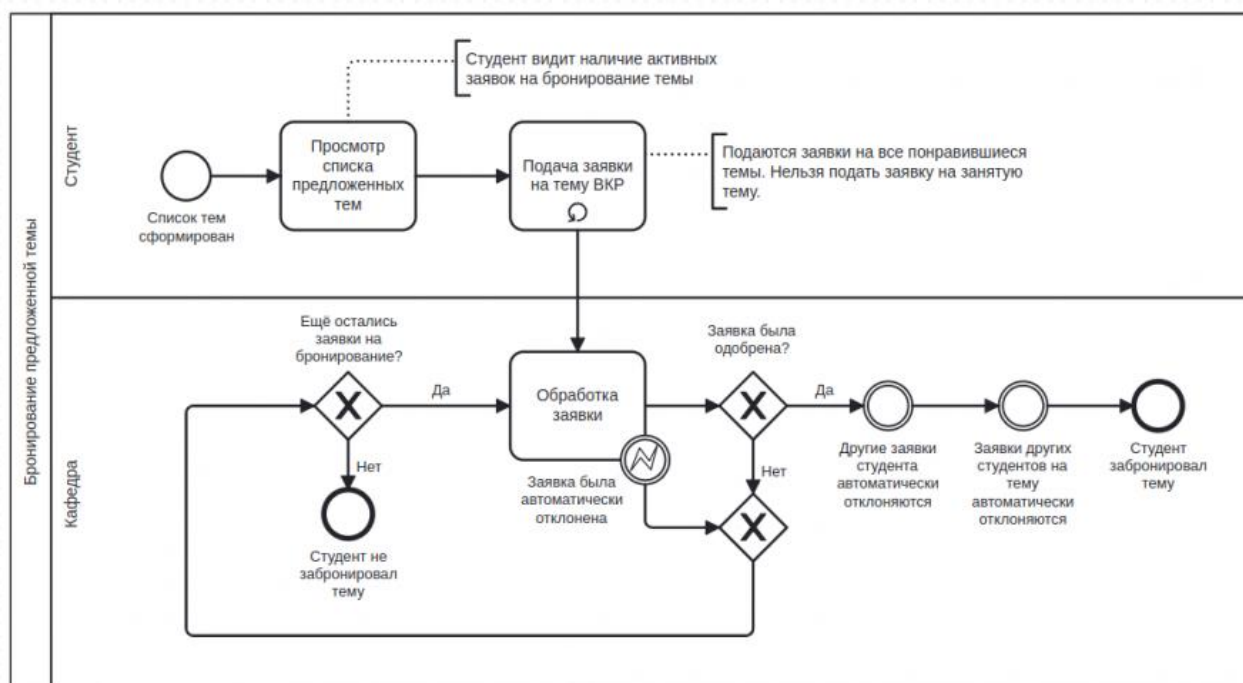 Бронирование предложенной темы
Студент
Студент видит наличие активных
заявок на бронирование темы
Список тем
сформирован
Просмотр
списка
предложенных
тем
Подача заявки
на тему ВКР
Подаются заявки на все понравившиеся
темы. Нельзя подать заявку на занятую
тему.
Кафедра
Ещё остались
заявки на
бронирование?
Да
Нет
Студент не
забронировал
тему
Обработка
заявки
Заявка была
автоматически
отклонена
Заявка была
одобрена?
Да
Нет
Другие заявки
студента
автоматически
отклоняются
Заявки других
студентов на
тему
автоматически
отклоняются
Студент
забронировал
тему